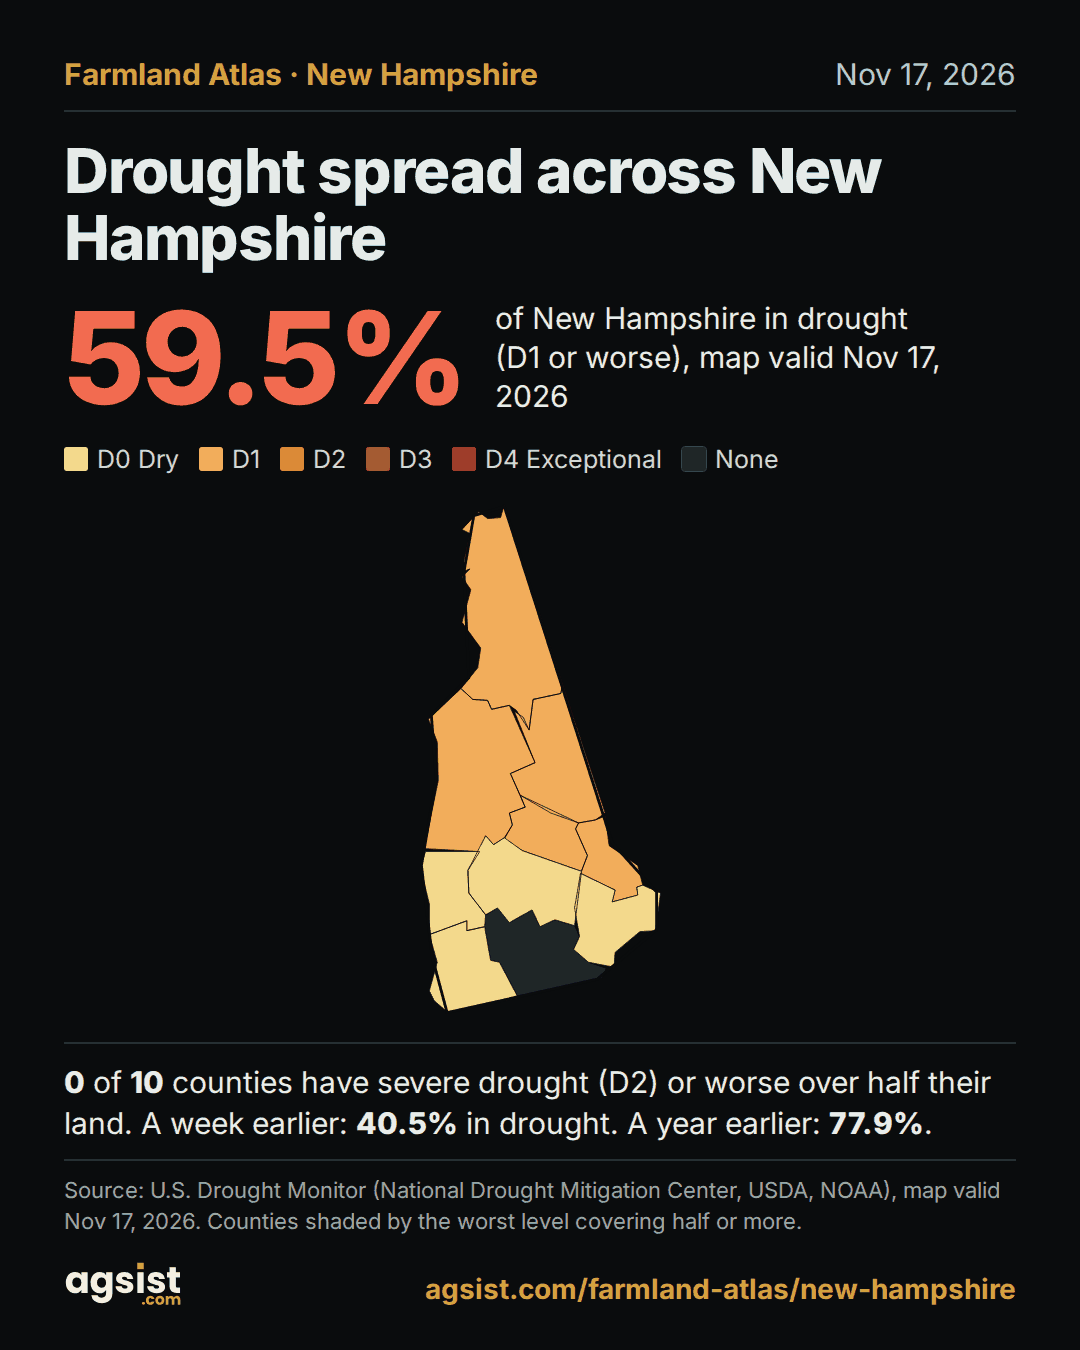 Farmland Atlas · New Hampshire
Nov 17, 2026
Drought spread across New
Hampshire
59.5%
of New Hampshire in drought
(D1 or worse), map valid Nov 17,
2026
D0 Dry D1 D2 D3 D4 Exceptional None
0 of 10 counties have severe drought (D2) or worse over half their
land. A week earlier: 40.5% in drought. A year earlier: 77.9%.
Source: U.S. Drought Monitor (National Drought Mitigation Center, USDA, NOAA), map valid
Nov 17, 2026. Counties shaded by the worst level covering half or more.
agsist
.com
agsist.com/farmland-atlas/new-hampshire